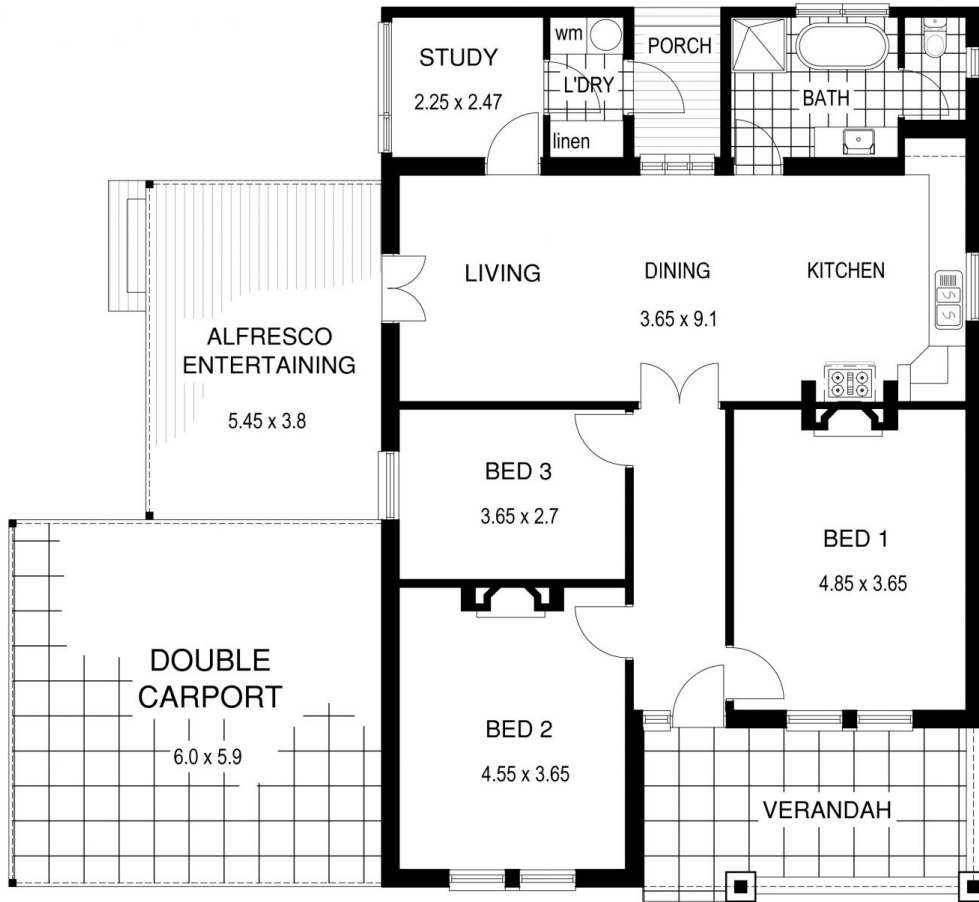 STUDY
2.25 x 2.47
wm
L'DRY
linen
PORCH
BATH
LIVING
DINING
3.65 x 9.1
KITCHEN
ALFRESCO
ENTERTAINING
5.45 x 3.8
BED 3
3.65 x 2.7
BED 1
4.85 x 3.65
DOUBLE
CARPORT
6.0 x 5.9
BED 2
4.55 x 3.65
VERANDAH